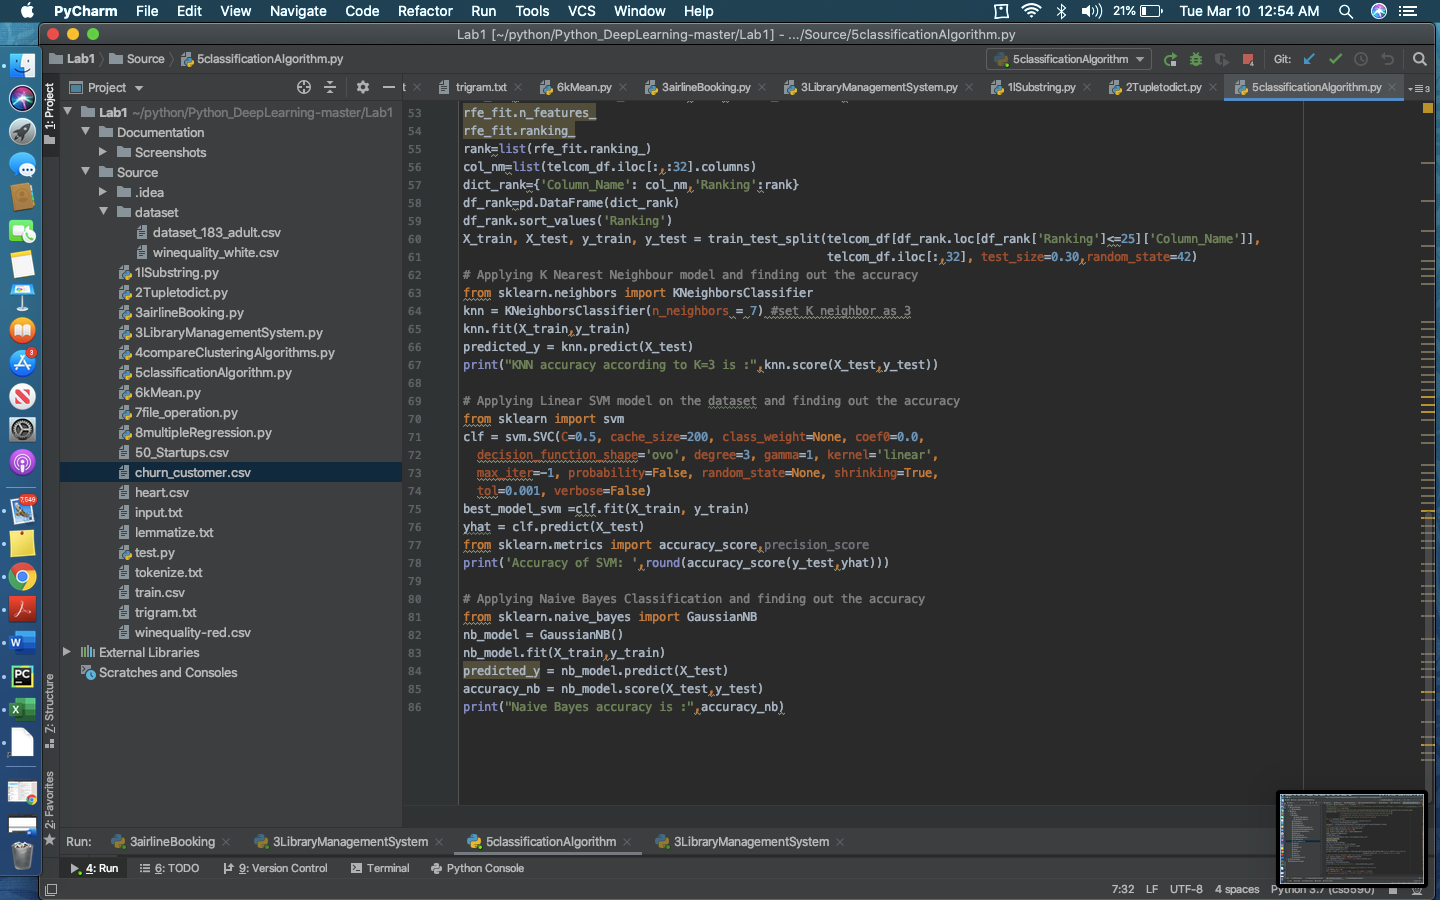 PyCharm File Edit View Navigate Code Refactor Run Tools VCS Window Help 21% Tue Mar 10 12:54 AM
Lab1 [~/python/Python_DeepLearning-master/Lab1] - .../Source/5classificationAlgorithm.py
Lab1 Source 5classificationAlgorithm.py 5classificationAlgorithm Git:
Project trigram.txt 6kMean.py 3airlineBooking.py 3LibraryManagementSystem.py 1lSubstring.py 2Tupletodict.py 5classificationAlgorithm.py
1: Project
Lab1 ~/python/Python_DeepLearning-master/Lab1
Documentation
Screenshots
Source
.idea
dataset
dataset_183_adult.csv
winequality_white.csv
1lSubstring.py
2Tupletodict.py
3airlineBooking.py
3LibraryManagementSystem.py
4compareClusteringAlgorithms.py
5classificationAlgorithm.py
6kMean.py
7file_operation.py
8multipleRegression.py
50_Startups.csv
churn_customer.csv
heart.csv
input.txt
lemmatize.txt
test.py
tokenize.txt
train.csv
trigram.txt
winequality-red.csv
External Libraries
Scratches and Consoles
Z: Structure
2: Favorites
3
7,549
W
PC
X
53 rfe_fit.n_features_
54 rfe_fit.ranking_
55 rank=list(rfe_fit.ranking_)
56 col_nm=list(telcom_df.iloc[:,:32].columns)
57 dict_rank={'Column_Name': col_nm,'Ranking':rank}
58 df_rank=pd.DataFrame(dict_rank)
59 df_rank.sort_values('Ranking')
60 X_train, X_test, y_train, y_test = train_test_split(telcom_df[df_rank.loc[df_rank['Ranking']<=25]['Column_Name']],
61 telcom_df.iloc[:,32], test_size=0.30,random_state=42)
62 # Applying K Nearest Neighbour model and finding out the accuracy
63 from sklearn.neighbors import KNeighborsClassifier
64 knn = KNeighborsClassifier(n_neighbors = 7) #set K neighbor as 3
65 knn.fit(X_train,y_train)
66 predicted_y = knn.predict(X_test)
67 print("KNN accuracy according to K=3 is :",knn.score(X_test,y_test))
68
69 # Applying Linear SVM model on the dataset and finding out the accuracy
70 from sklearn import svm
71 clf = svm.SVC(C=0.5, cache_size=200, class_weight=None, coef0=0.0,
72 decision_function_shape='ovo', degree=3, gamma=1, kernel='linear',
73 max_iter=-1, probability=False, random_state=None, shrinking=True,
74 tol=0.001, verbose=False)
75 best_model_svm =clf.fit(X_train, y_train)
76 yhat = clf.predict(X_test)
77 from sklearn.metrics import accuracy_score,precision_score
78 print('Accuracy of SVM: ',round(accuracy_score(y_test,yhat)))
79
80 # Applying Naive Bayes Classification and finding out the accuracy
81 from sklearn.naive_bayes import GaussianNB
82 nb_model = GaussianNB()
83 nb_model.fit(X_train,y_train)
84 predicted_y = nb_model.predict(X_test)
85 accuracy_nb = nb_model.score(X_test,y_test)
86 print("Naive Bayes accuracy is :",accuracy_nb)
Run: 3airlineBooking 3LibraryManagementSystem 5classificationAlgorithm 3LibraryManagementSystem
4: Run 6: TODO 9: Version Control Terminal Python Console
7:32 LF UTF-8 4 spaces Python 3.7 (cs5590)